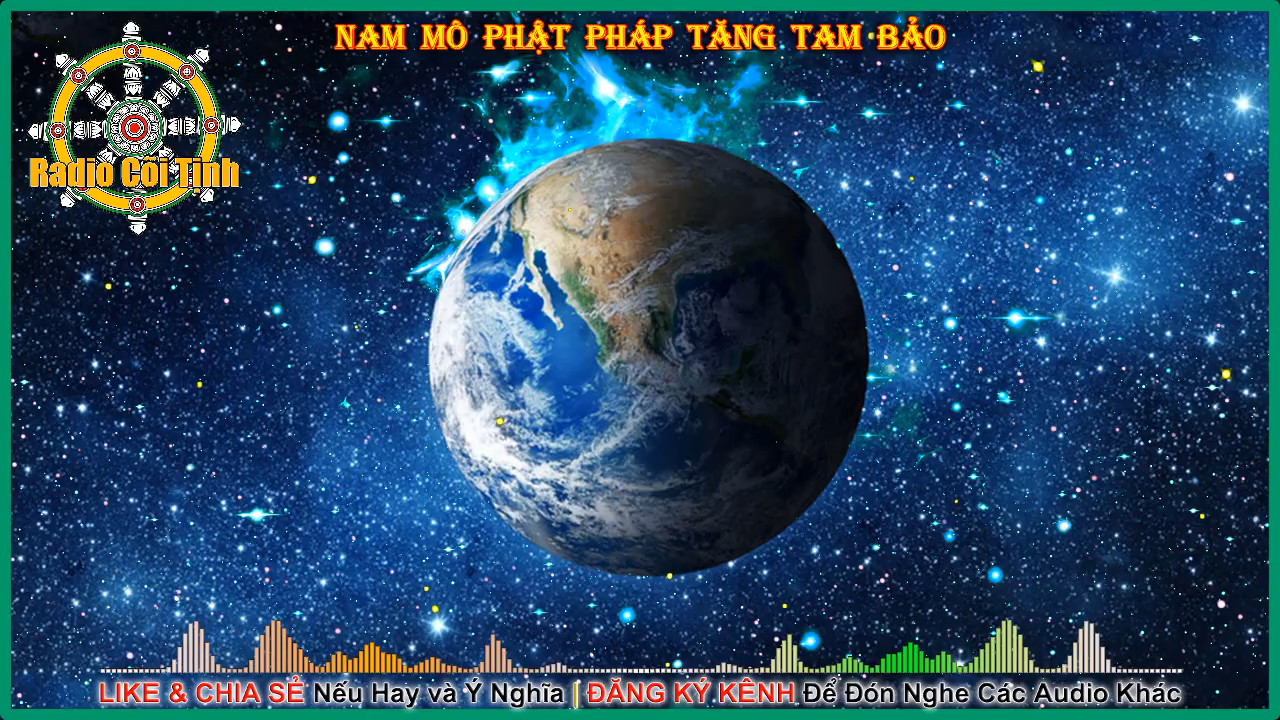 NAM MÔ PHẬT PHÁP TĂNG TAM BẢO
Radio Cõi Tịnh
LIKE & CHIA SẺ Nếu Hay và Ý Nghĩa | ĐĂNG KÝ KÊNH Để Đón Nghe Các Audio Khác